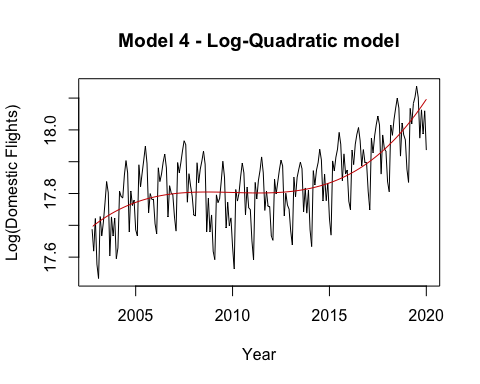 Model 4 - Log-Quadratic model
Log(Domestic Flights)
18.0
17.8
17.6
2005 2010 2015 2020
Year